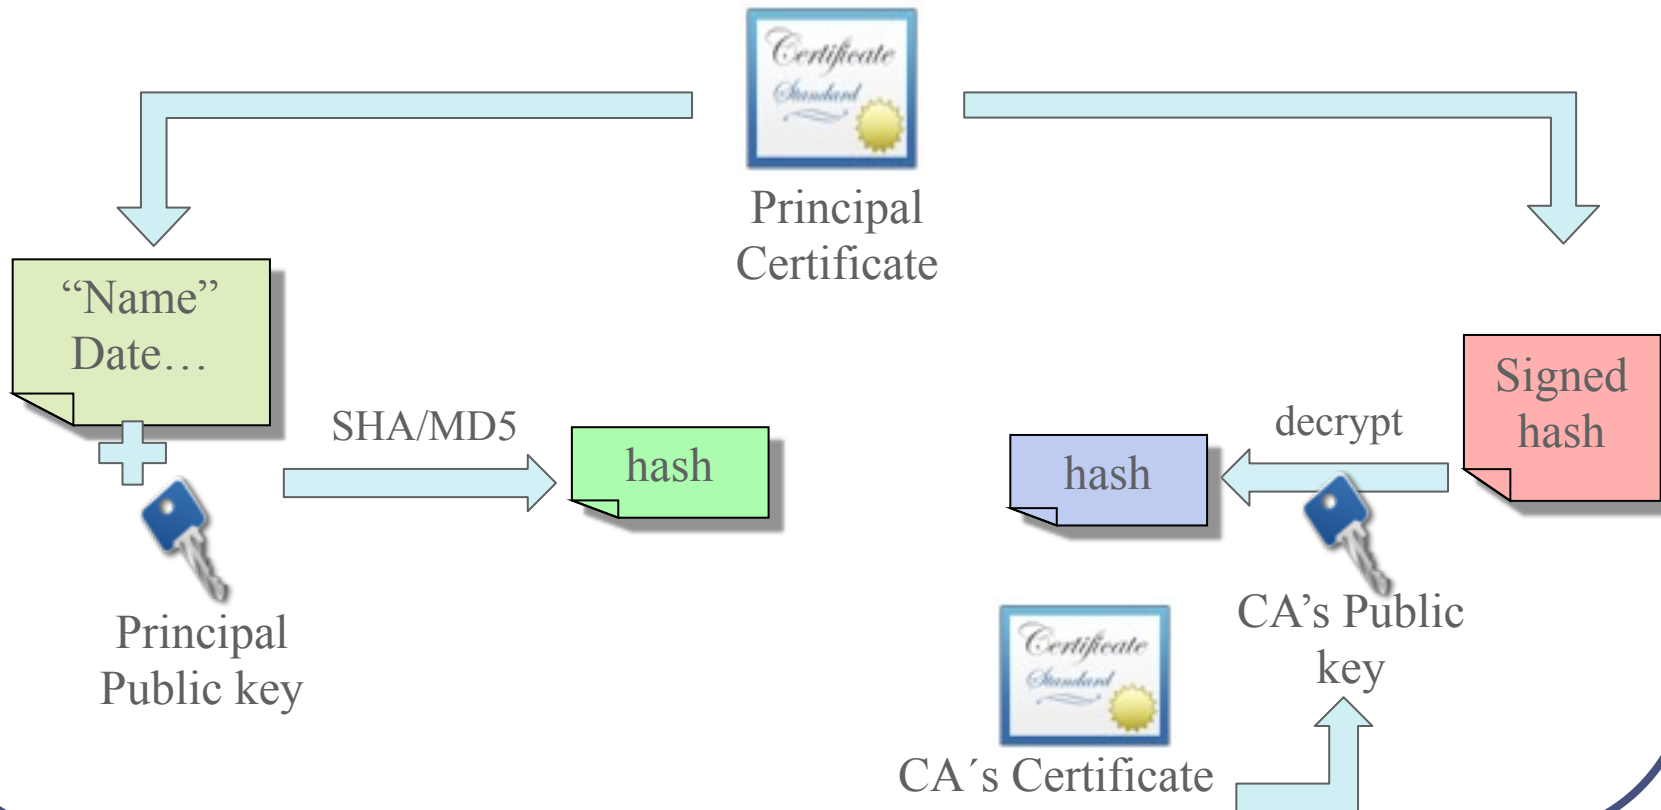 Certificate
Standard
Principal
Certificate
“Name”
Date…
SHA/MD5
hash
Principal
Public key
Signed
hash
decrypt
hash
CA’s Public
key
Certificate
Standard
CA´s Certificate